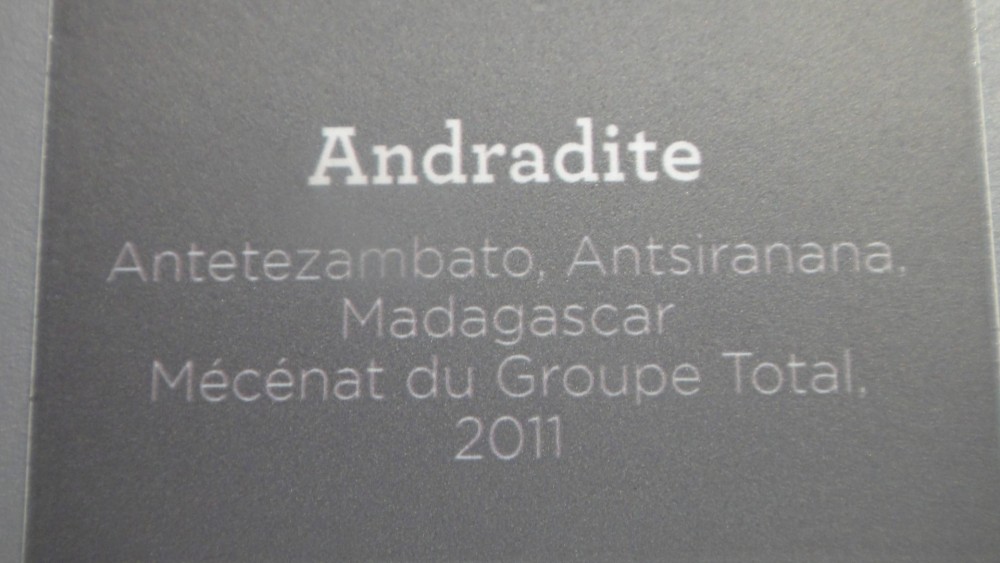 Andradite
Antetezambato, Antsiranana,
Madagascar
Mécénat du Groupe Total,
2011